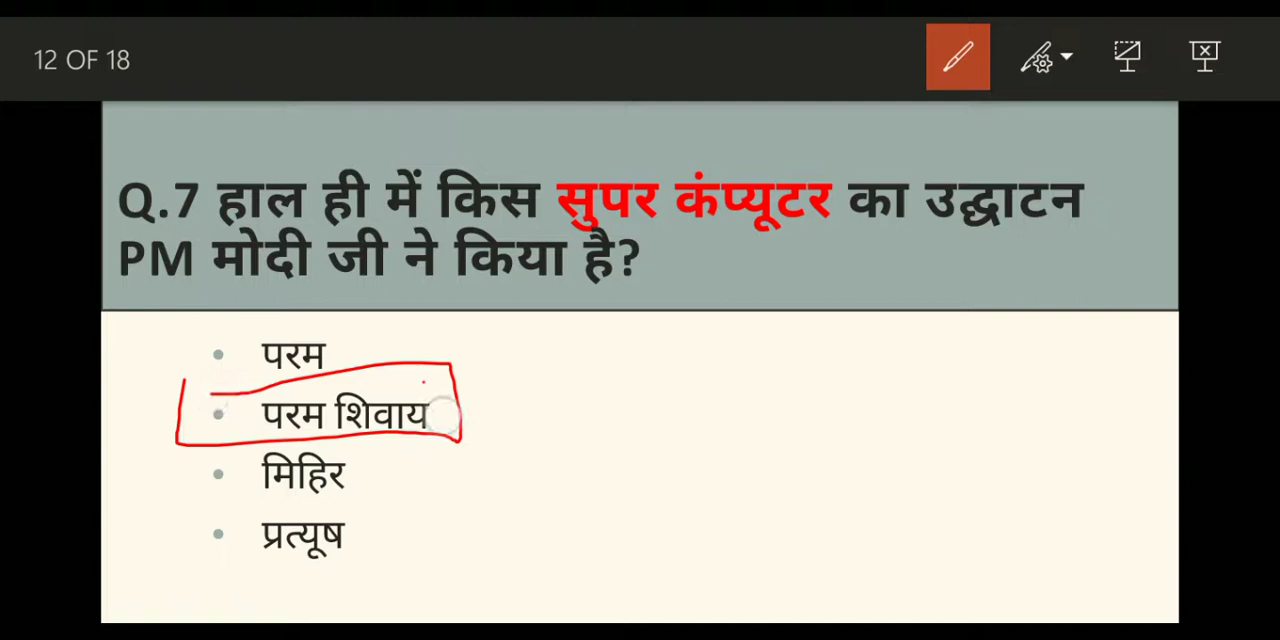 12 OF 18
Q.7 हाल ही में किस सुपर कंप्यूटर का उद्घाटन
PM मोदी जी ने किया है?
• परम
• परम शिवाय
• मिहिर
• प्रत्यूष